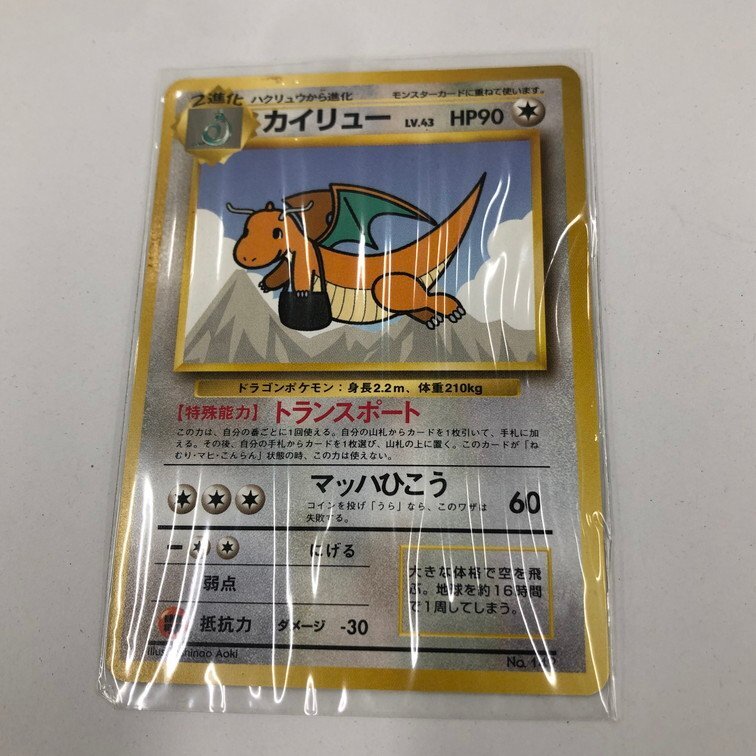 2進化 ハクリュウから進化 モンスターカードに重ねて使います。
カイリュー LV.43 HP90
ドラゴンポケモン：身長2.2m、体重210kg
【特殊能力】トランスポート
この力は、自分の番ごとに1回使える。自分の山札からカードを1枚引いて、手札に加
える。その後、自分の手札からカードを1枚選び、山札の上に置く。このカードが「ね
むり・マヒ・こんらん」状態の時、この力は使えない。
マッハひこう 60
コインを投げ「うら」なら、このワザは
失敗する。
にげる
弱点
抵抗力 ダメージ -30
大きな体格で空を飛
ぶ。地球を約16時間
で1周してしまう。
Aoki
No.